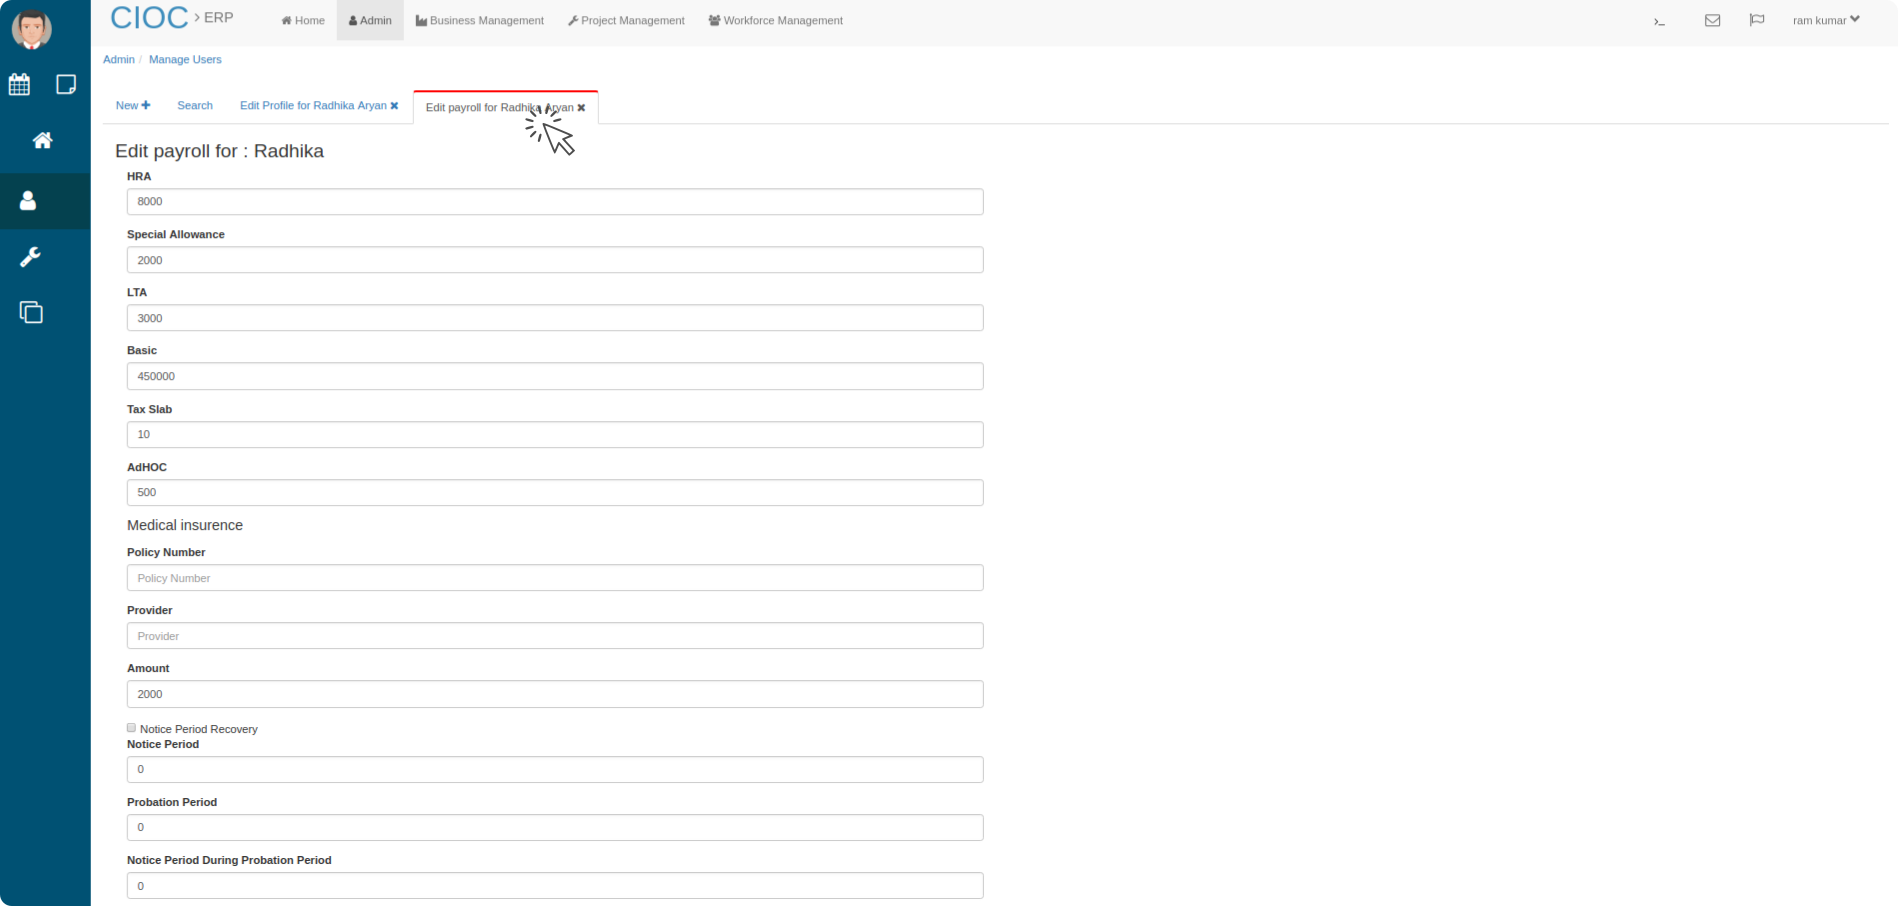 CIOC › ERP
Home
Admin
Business Management
Project Management
Workforce Management
ram kumar
Admin / Manage Users
New
Search
Edit Profile for Radhika Aryan
Edit payroll for Radhika Aryan
Edit payroll for : Radhika
HRA
8000
Special Allowance
2000
LTA
3000
Basic
450000
Tax Slab
10
AdHOC
500
Medical insurence
Policy Number
Policy Number
Provider
Provider
Amount
2000
Notice Period Recovery
Notice Period
0
Probation Period
0
Notice Period During Probation Period
0